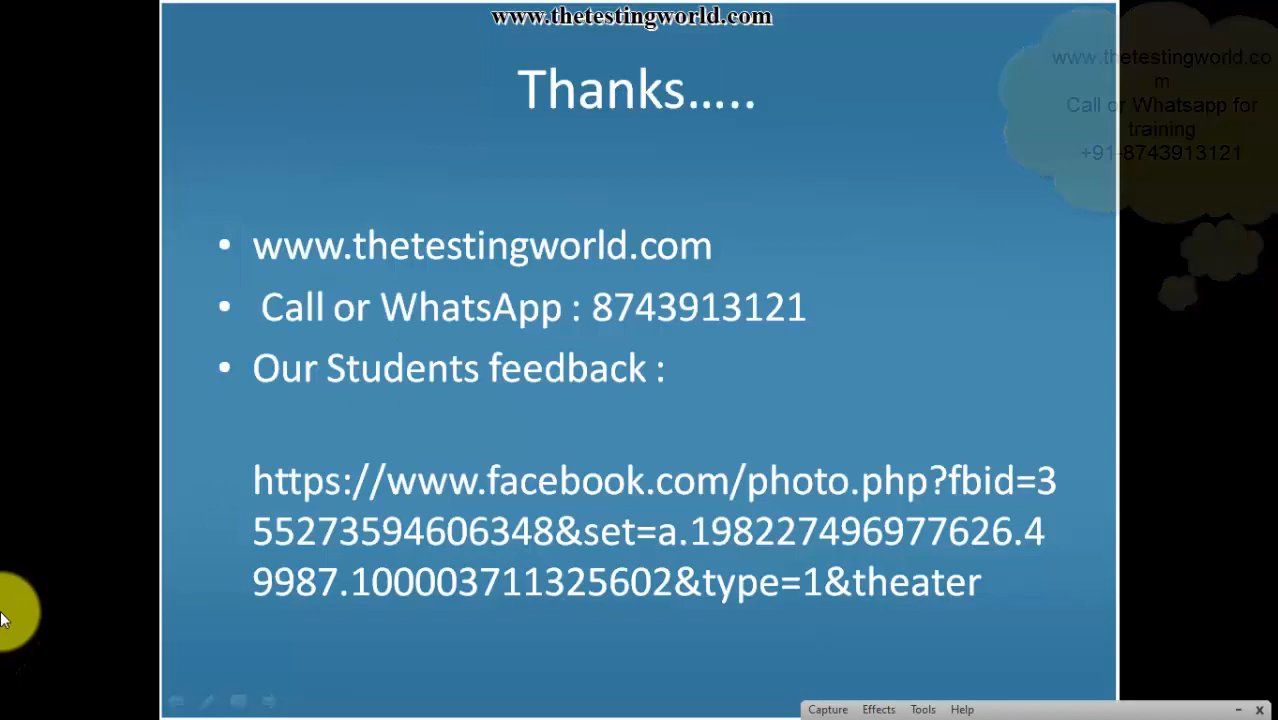 www.thetestingworld.com
Thanks.....
www.thetestingworld.co
m
Call or Whatsapp for
training
+91-8743913121
• www.thetestingworld.com
• Call or WhatsApp : 8743913121
• Our Students feedback :
https://www.facebook.com/photo.php?fbid=3
55273594606348&set=a.198227496977626.4
9987.100003711325602&type=1&theater
Capture Effects Tools Help